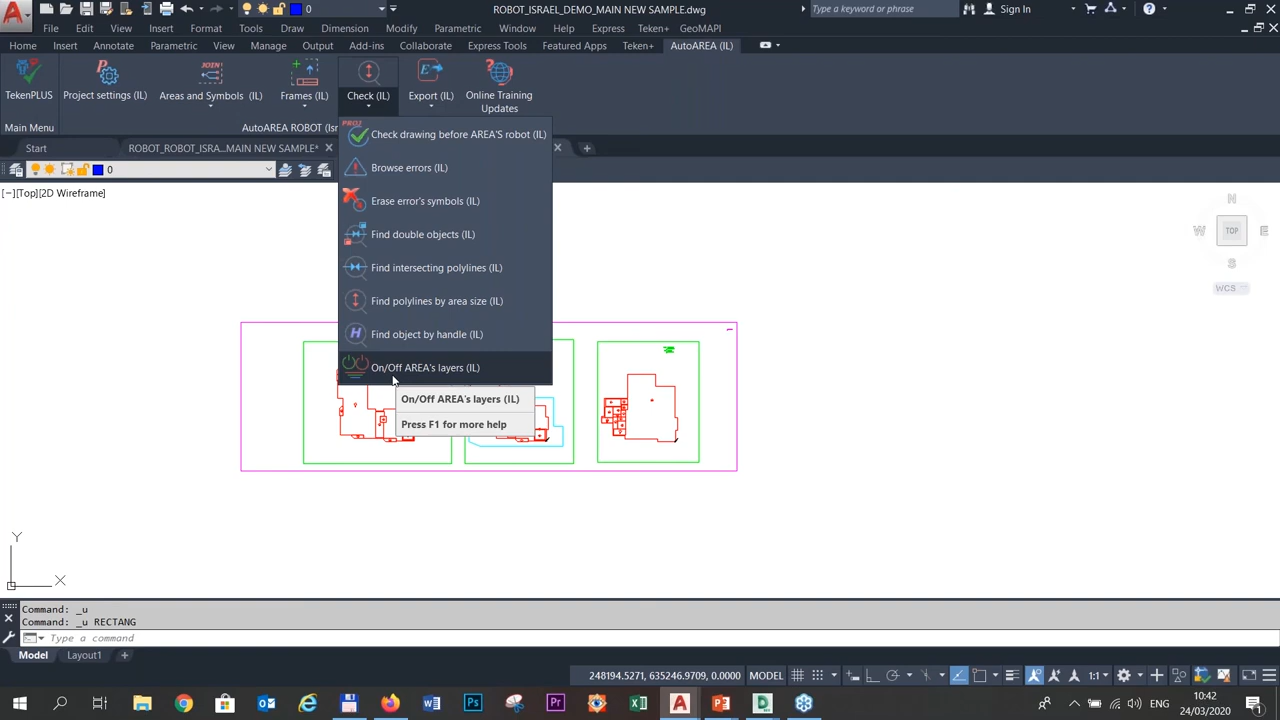 ROBOT_ISRAEL_DEMO_MAIN NEW SAMPLE.dwg
Type a keyword or phrase
Sign In
0
File Edit View Insert Format Tools Draw Dimension Modify Parametric Window Help Express Teken+ GeoMAPI
Home Insert Annotate Parametric View Manage Output Add-ins Collaborate Express Tools Featured Apps Teken+ AutoAREA (IL)
JOIN
TekenPLUS Project settings (IL) Areas and Symbols (IL) Frames (IL) Check (IL) Export (IL) Online Training
Updates
Main Menu AutoAREA ROBOT (Isr
Start ROBOT_ROBOT_ISRA....MAIN NEW SAMPLE*
0
[−][Top][2D Wireframe]
PRO!
Check drawing before AREA'S robot (IL)
Browse errors (IL)
Erase error's symbols (IL)
Find double objects (IL)
Find intersecting polylines (IL)
Find polylines by area size (IL)
H Find object by handle (IL)
On/Off AREA's layers (IL)
On/Off AREA's layers (IL)
Press F1 for more help
N
W TOP E
S
WCS
Y
X
Command: _u
Command: _u RECTANG
Type a command
Model Layout1 +
248194.5271, 635246.9709, 0.0000 MODEL 1:1
ENG
10:42
24/03/2020